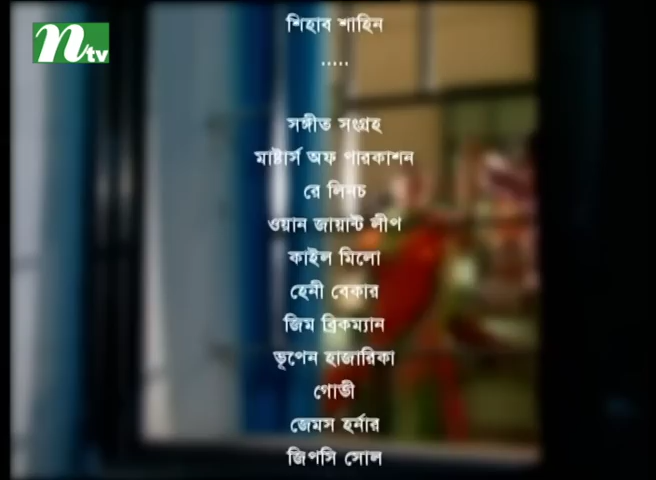 ntv
শিহাব শাহিন
.....
সঙ্গীত সংগ্রহ
মাষ্টার্স অফ পারকাশন
রে লিনচ
ওয়ান জায়ান্ট লীপ
কাইল মিলো
হেনী বেকার
জিম ব্রিকম্যান
ভূপেন হাজারিকা
গোভী
জেমস হর্নার
জিপসি সোল